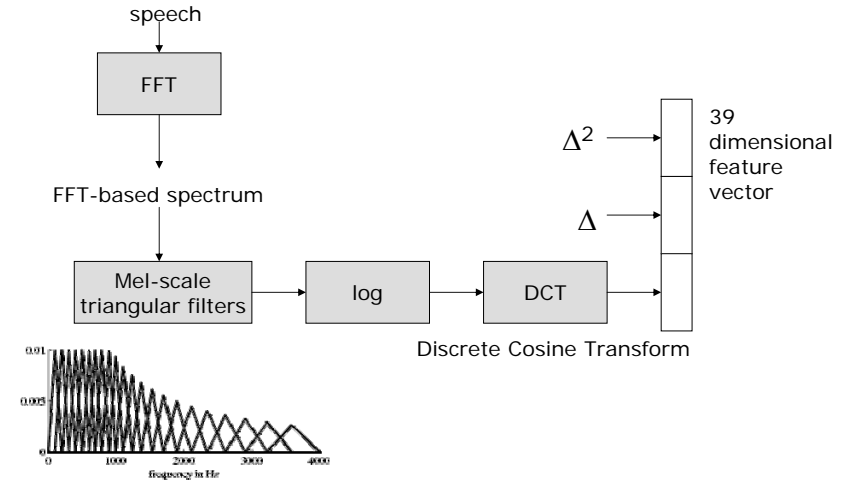 speech
FFT
FFT-based spectrum
Mel-scale
triangular filters
log
DCT
Discrete Cosine Transform
Δ²
Δ
39
dimensional
feature
vector
0.01
0.005
0
0 1000 2000 3000 4000
frequency in Hz